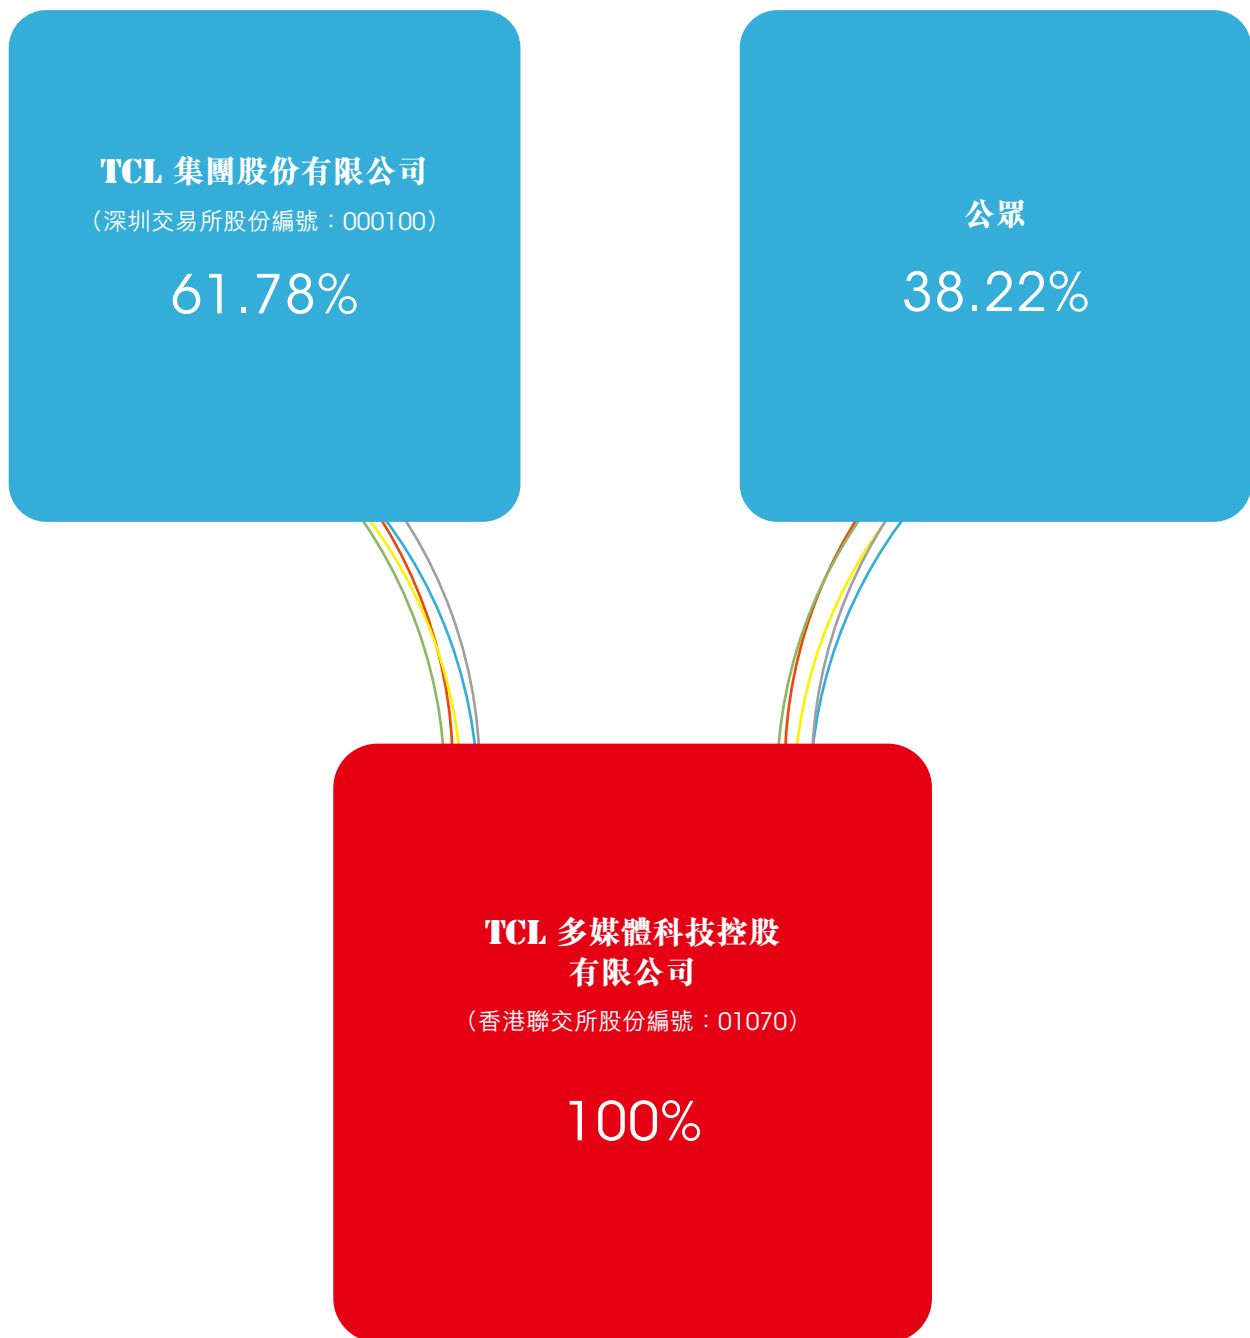 TCL 集團股份有限公司
（深圳交易所股份編號：000100）
61.78%
公眾
38.22%
TCL 多媒體科技控股
有限公司
（香港聯交所股份編號：01070）
100%